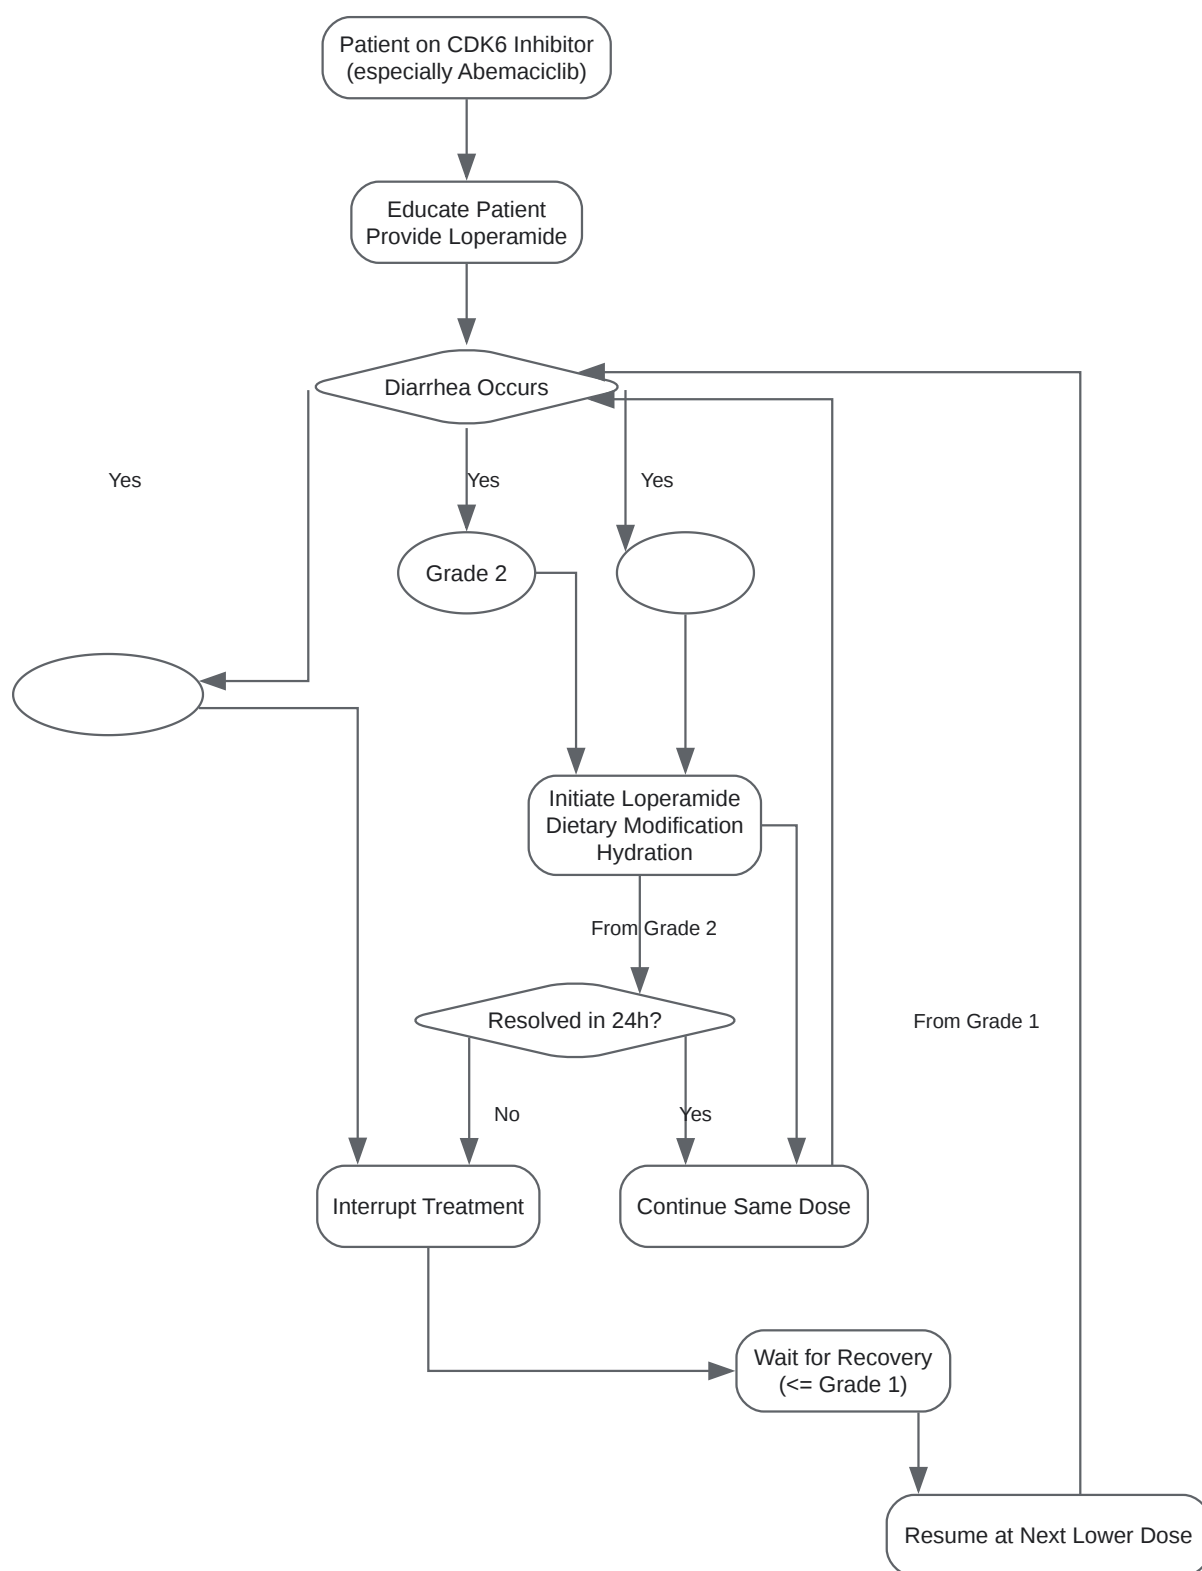 Patient on CDK6 Inhibitor
(especially Abemaciclib)
Educate Patient
Provide Loperamide
Diarrhea Occurs
Yes
Yes
Yes
Grade 2
Initiate Loperamide
Dietary Modification
Hydration
From Grade 2
Resolved in 24h?
From Grade 1
No
Yes
Interrupt Treatment
Continue Same Dose
Wait for Recovery
(<= Grade 1)
Resume at Next Lower Dose